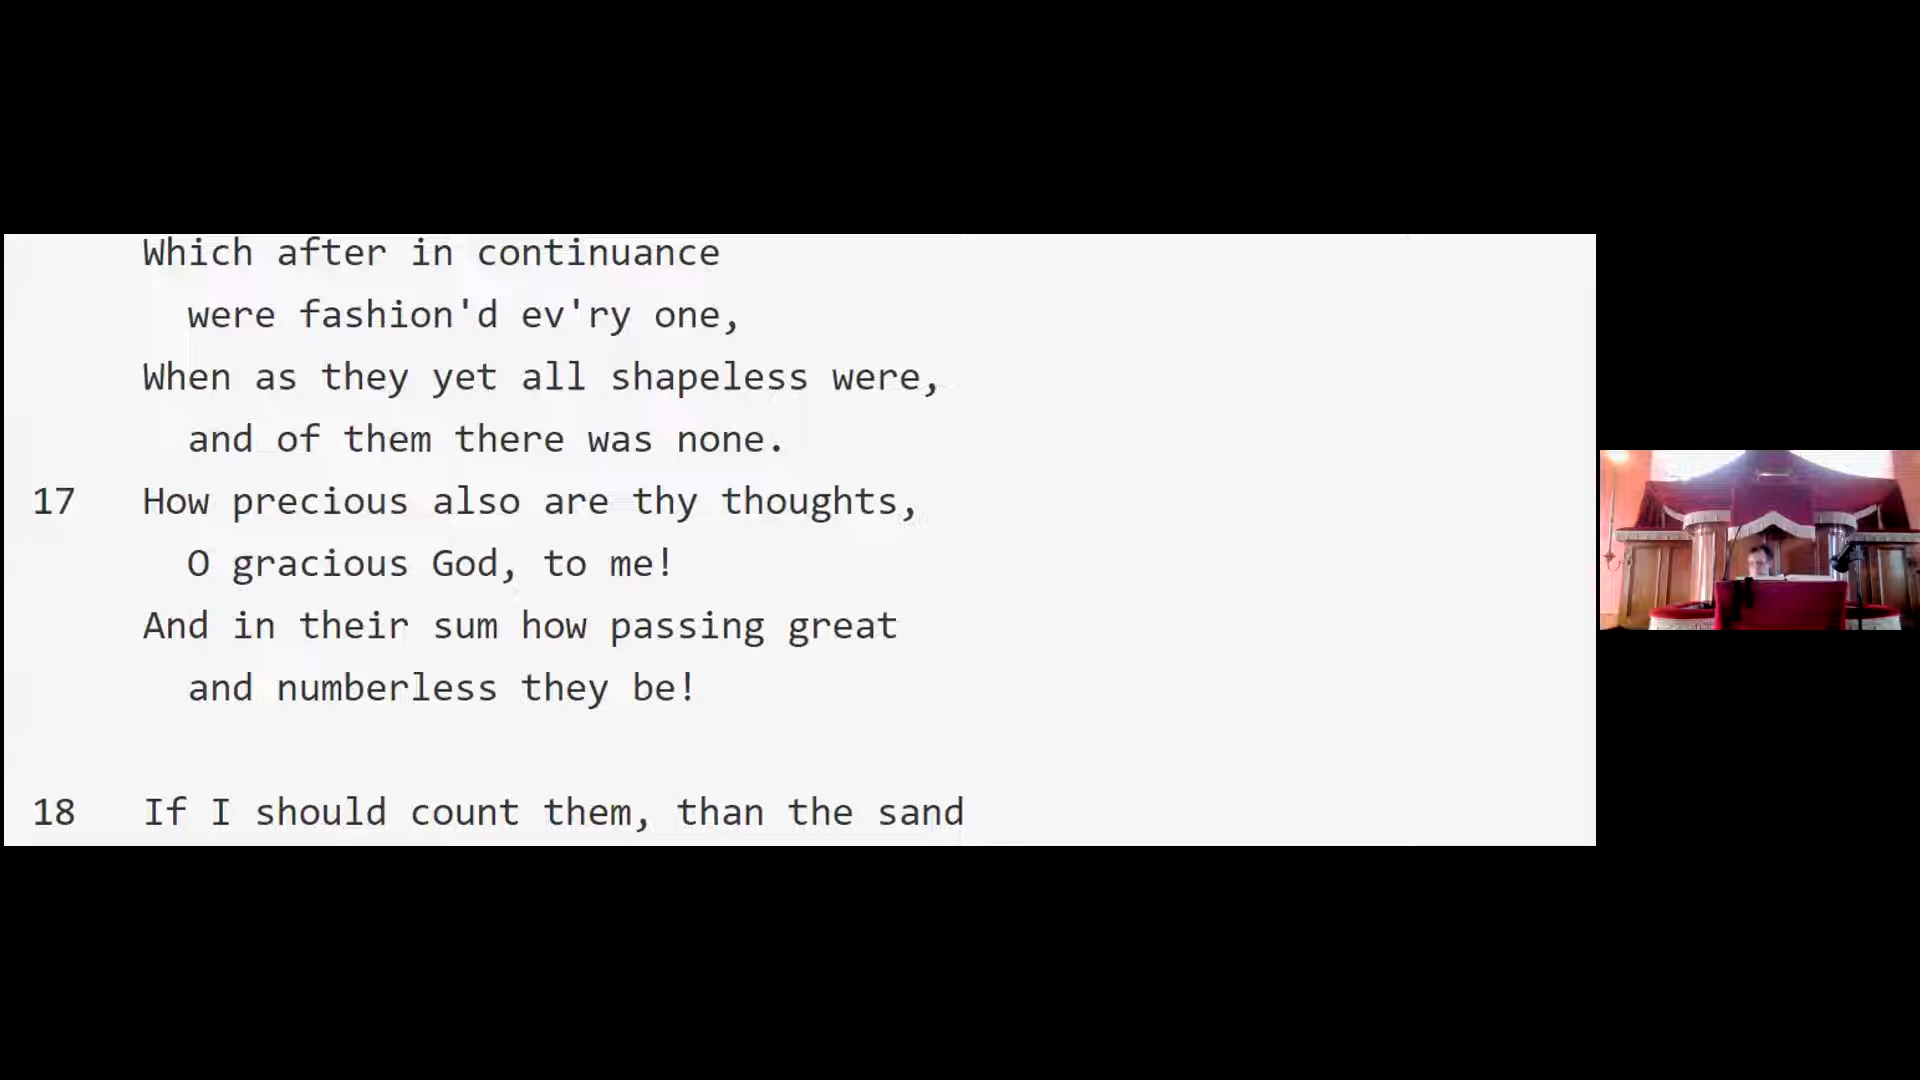 Which after in continuance
were fashion'd ev'ry one,
When as they yet all shapeless were,
and of them there was none.
17 How precious also are thy thoughts,
O gracious God, to me!
And in their sum how passing great
and numberless they be!
18 If I should count them, than the sand